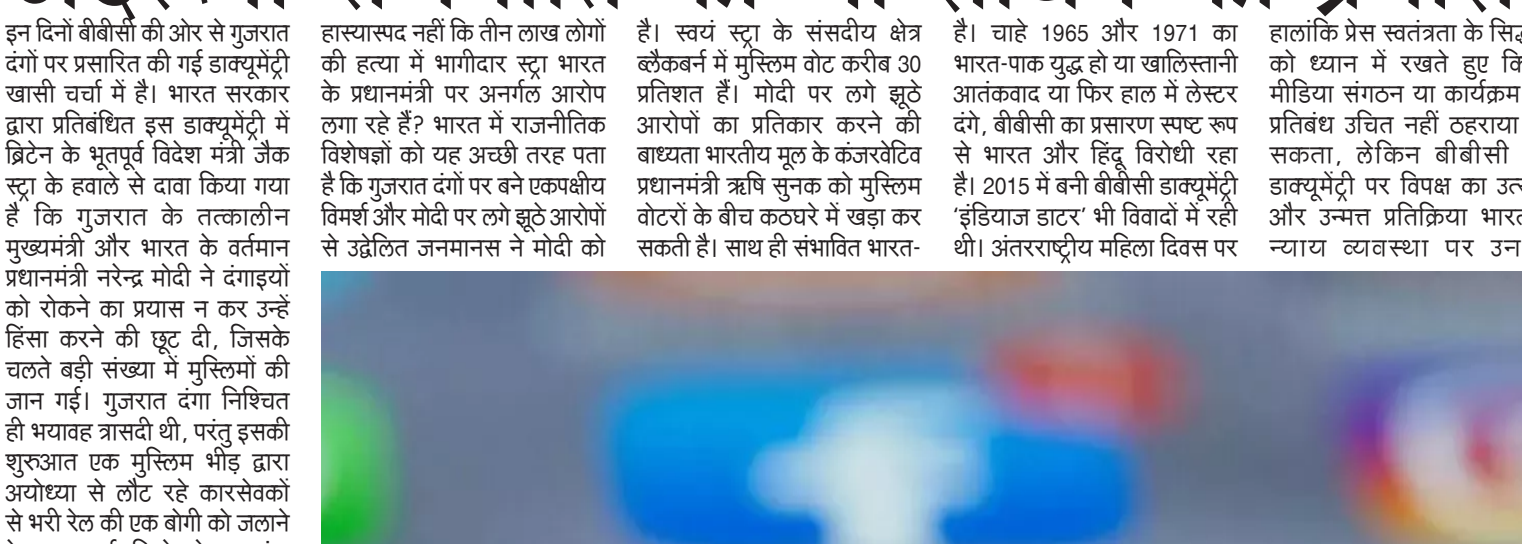 इन दिनों बीबीसी की ओर से गुजरात
दंगों पर प्रसारित की गई डाक्यूमेंट्री
खासी चर्चा में है। भारत सरकार
द्वारा प्रतिबंधित इस डाक्यूमेंट्री में
ब्रिटेन के भूतपूर्व विदेश मंत्री जैक
स्ट्रा के हवाले से दावा किया गया
है कि गुजरात के तत्कालीन
मुख्यमंत्री और भारत के वर्तमान
प्रधानमंत्री नरेन्द्र मोदी ने दंगाइयों
को रोकने का प्रयास न कर उन्हें
हिंसा करने की छूट दी, जिसके
चलते बड़ी संख्या में मुस्लिमों की
जान गई। गुजरात दंगा निश्चित
ही भयावह त्रासदी थी, परंतु इसकी
शुरुआत एक मुस्लिम भीड़ द्वारा
अयोध्या से लौट रहे कारसेवकों
से भरी रेल की एक बोगी को जलाने
हास्यास्पद नहीं कि तीन लाख लोगों
की हत्या में भागीदार स्ट्रा भारत
के प्रधानमंत्री पर अनर्गल आरोप
लगा रहे हैं? भारत में राजनीतिक
विशेषज्ञों को यह अच्छी तरह पता
है कि गुजरात दंगों पर बने एकपक्षीय
विमर्श और मोदी पर लगे झूठे आरोपों
से उद्वेलित जनमानस ने मोदी को
है। स्वयं स्ट्रा के संसदीय क्षेत्र
ब्लैकबर्न में मुस्लिम वोट करीब 30
प्रतिशत हैं। मोदी पर लगे झूठे
आरोपों का प्रतिकार करने की
बाध्यता भारतीय मूल के कंजरवेटिव
प्रधानमंत्री ऋषि सुनक को मुस्लिम
वोटरों के बीच कठघरे में खड़ा कर
सकती है। साथ ही संभावित भारत-
है। चाहे 1965 और 1971 का
भारत-पाक युद्ध हो या खालिस्तानी
आतंकवाद या फिर हाल में लेस्टर
दंगे, बीबीसी का प्रसारण स्पष्ट रूप
से भारत और हिंदू विरोधी रहा
है। 2015 में बनी बीबीसी डाक्यूमेंट्री
‘इंडियाज डाटर’ भी विवादों में रही
थी। अंतरराष्ट्रीय महिला दिवस पर
हालांकि प्रेस स्वतंत्रता के
को ध्यान में रखते हुए
मीडिया संगठन या कार्यक्रम
प्रतिबंध उचित नहीं ठहराया
सकता, लेकिन बीबीसी
डाक्यूमेंट्री पर विपक्ष का
और उन्मत्त प्रतिक्रिया
न्याय व्यवस्था पर